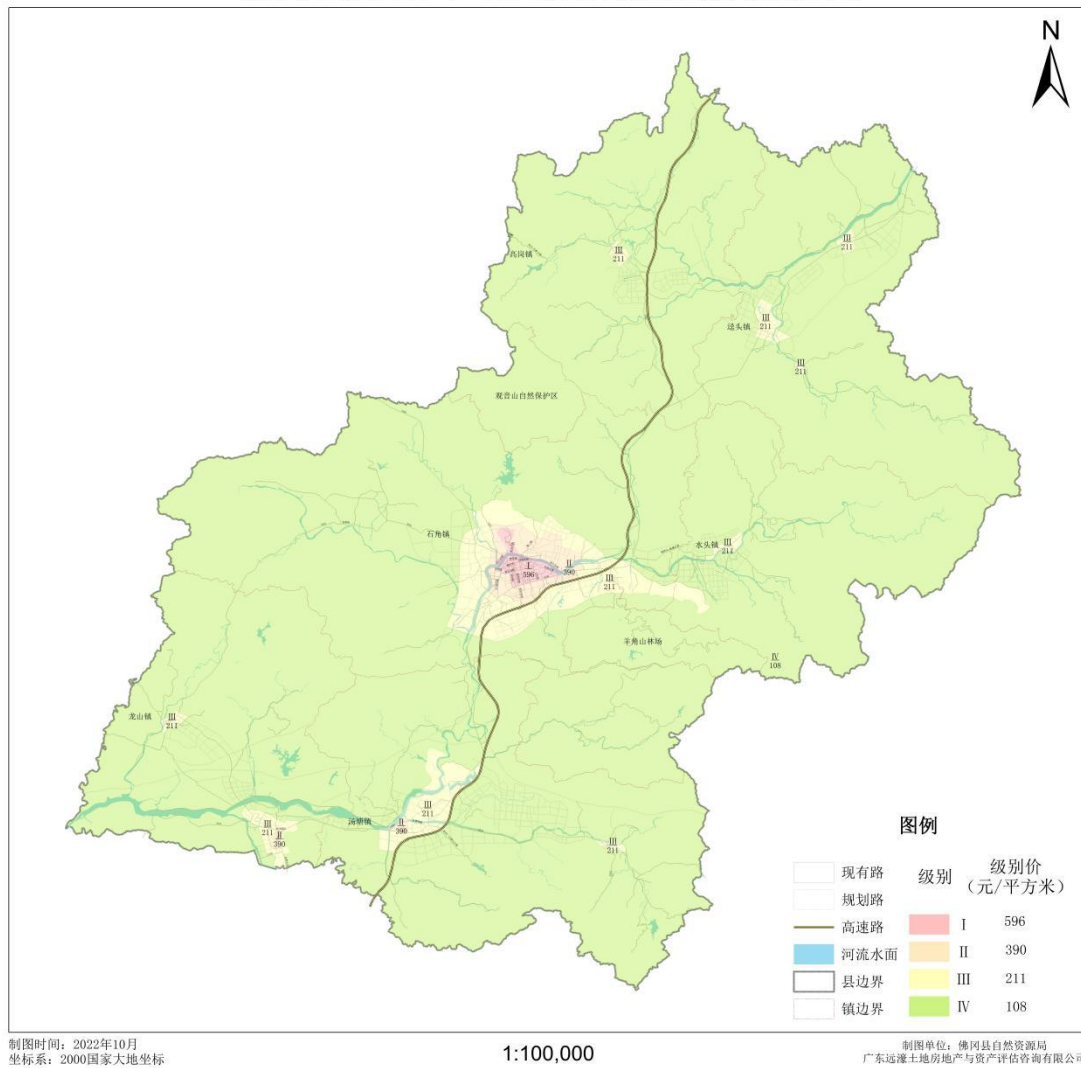 N
III
211
高岗镇
III
211
迳头镇
III
211
III
211
观音山自然保护区
石角镇
I
596
II
390
III
211
水头镇
III
211
羊角山林场
IV
108
龙山镇
III
211
III
211
II
390
汤塘镇
III
211
II
390
III
211
图例
现有路
规划路
高速路
河流水面
县边界
镇边界
级别 级别价
（元/平方米）
I 596
II 390
III 211
IV 108
制图时间：2022年10月
坐标系：2000国家大地坐标
1:100,000
制图单位：佛冈县自然资源局
广东远濠土地房地产与资产评估咨询有限公司